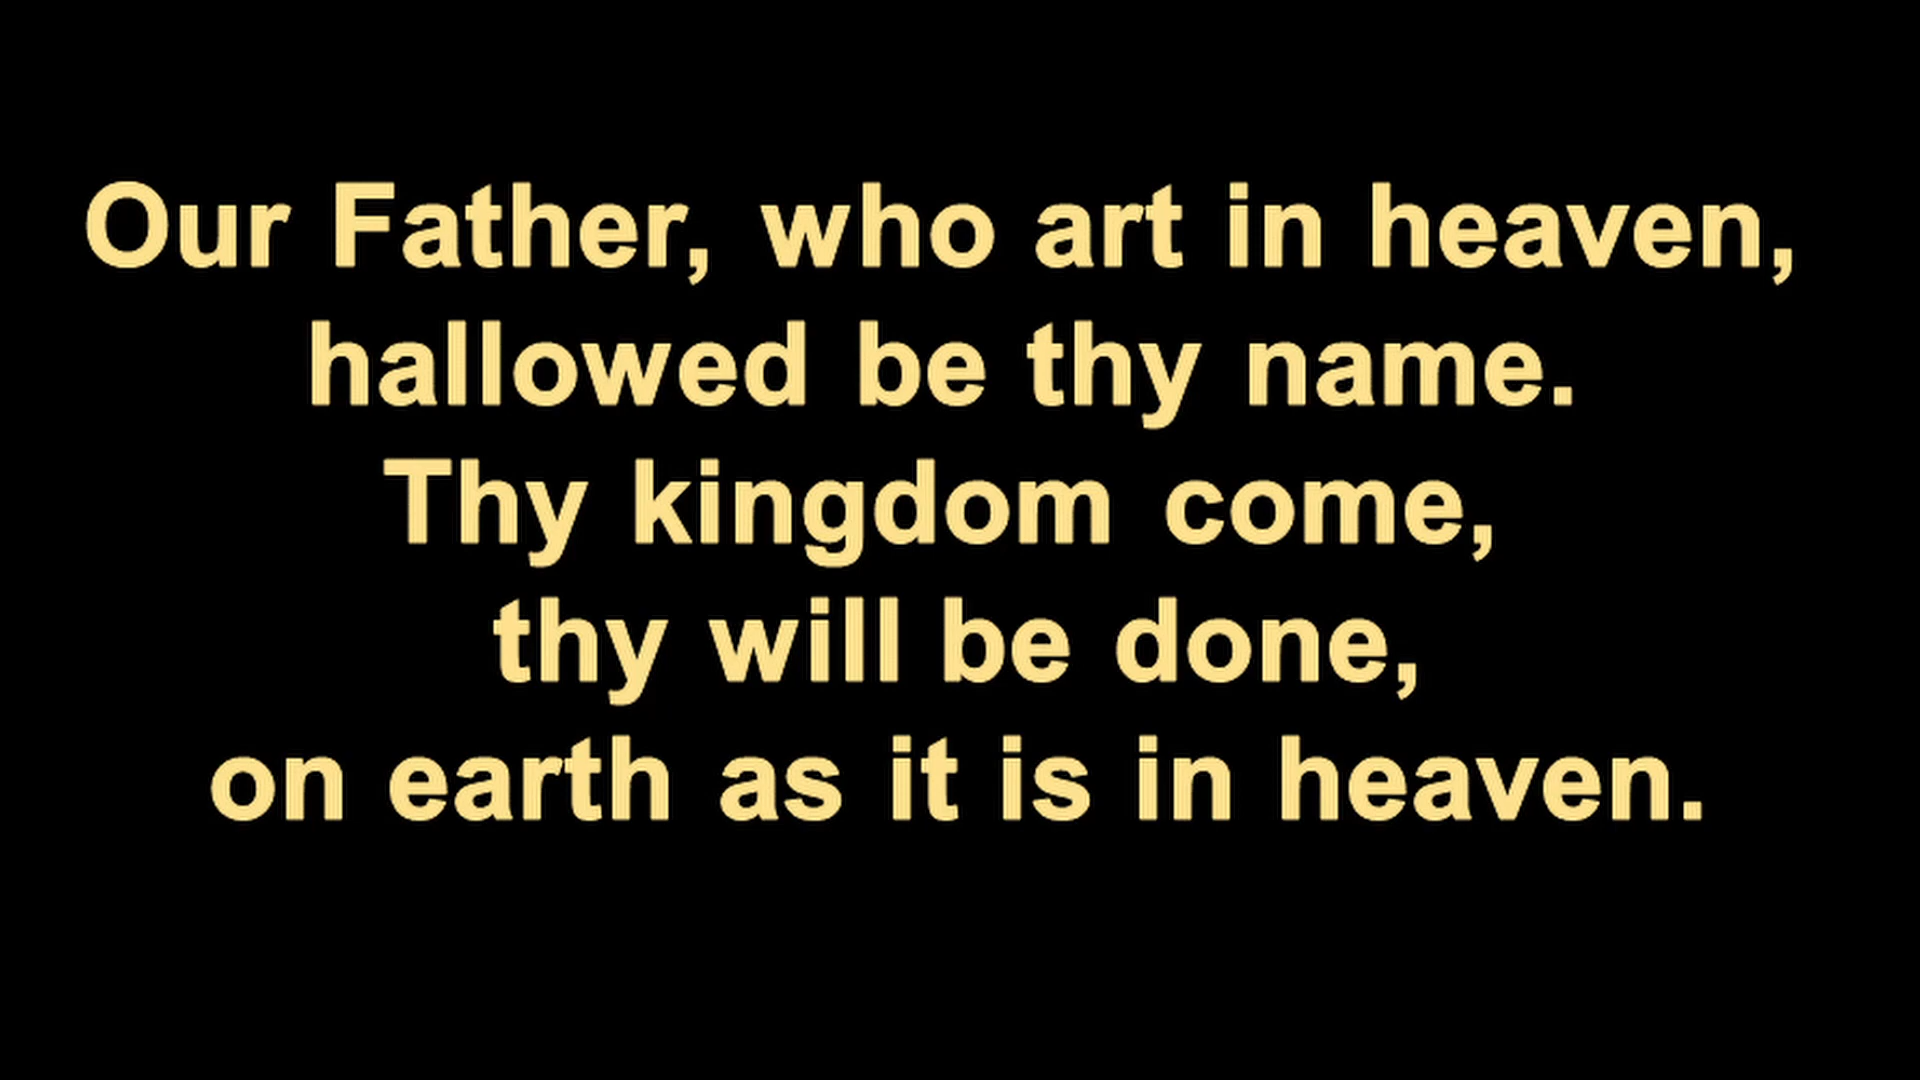 Our Father, who art in heaven,
hallowed be thy name.
Thy kingdom come,
thy will be done,
on earth as it is in heaven.